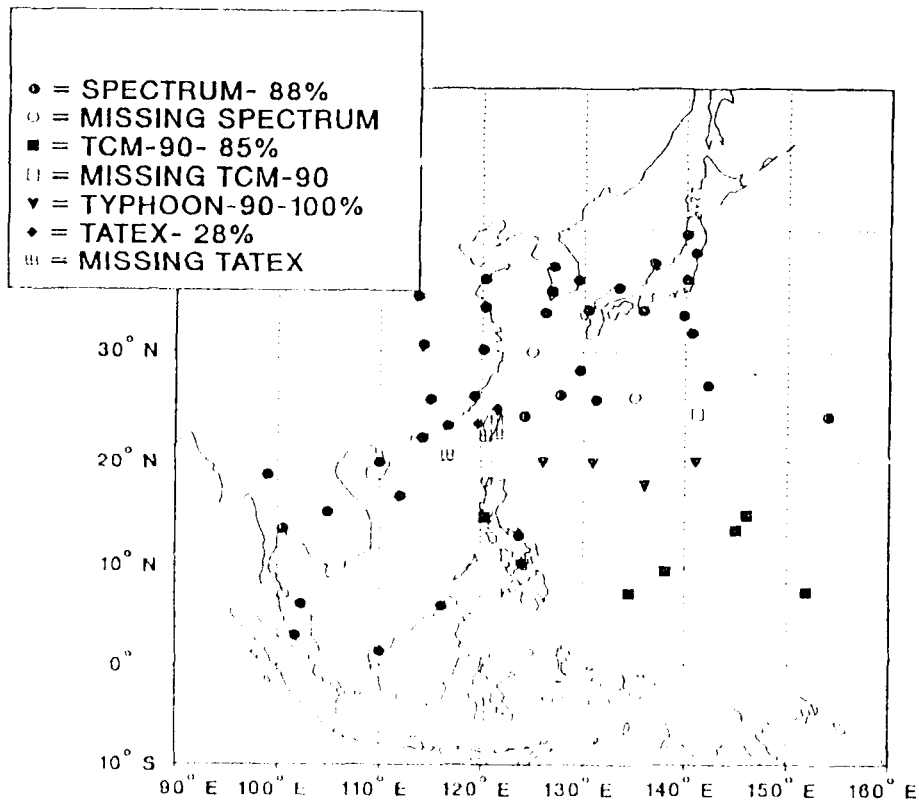 ● = SPECTRUM- 88%
○ = MISSING SPECTRUM
■ = TCM-90- 85%
□ = MISSING TCM-90
▼ = TYPHOON-90-100%
◆ = TATEX- 28%
= MISSING TATEX
30° N
20° N
10° N
0°
10° S
90° E 100° E 110° E 120° E 130° E 140° E 150° E 160° E